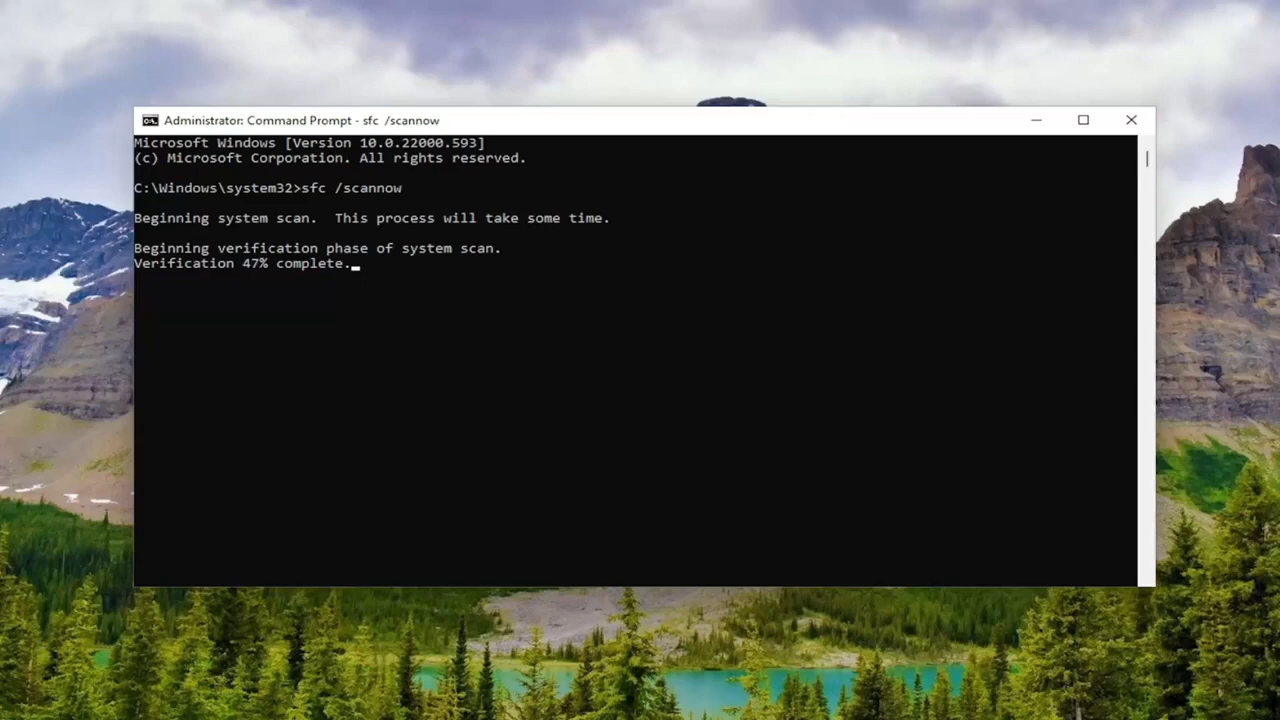 Administrator: Command Prompt - sfc  /scannow
Microsoft Windows [Version 10.0.22000.593]
(c) Microsoft Corporation. All rights reserved.
C:\Windows\system32>sfc /scannow
Beginning system scan.  This process will take some time.
Beginning verification phase of system scan.
Verification 47% complete.